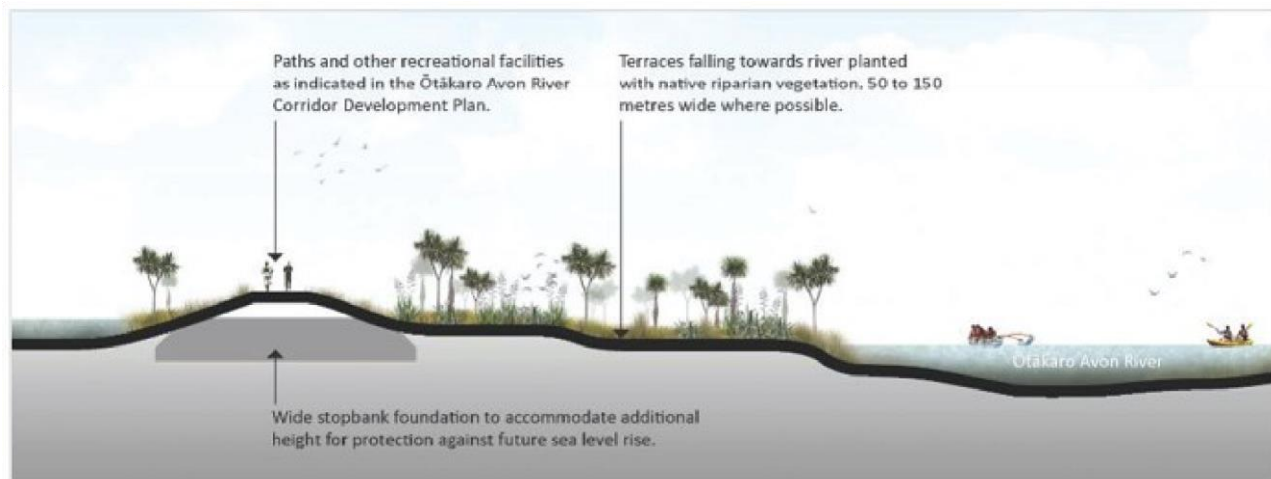 Paths and other recreational facilities
as indicated in the Ōtākaro Avon River
Corridor Development Plan.
Terraces falling towards river planted
with native riparian vegetation. 50 to 150
metres wide where possible.
Ōtākaro Avon River
Wide stopbank foundation to accommodate additional
height for protection against future sea level rise.